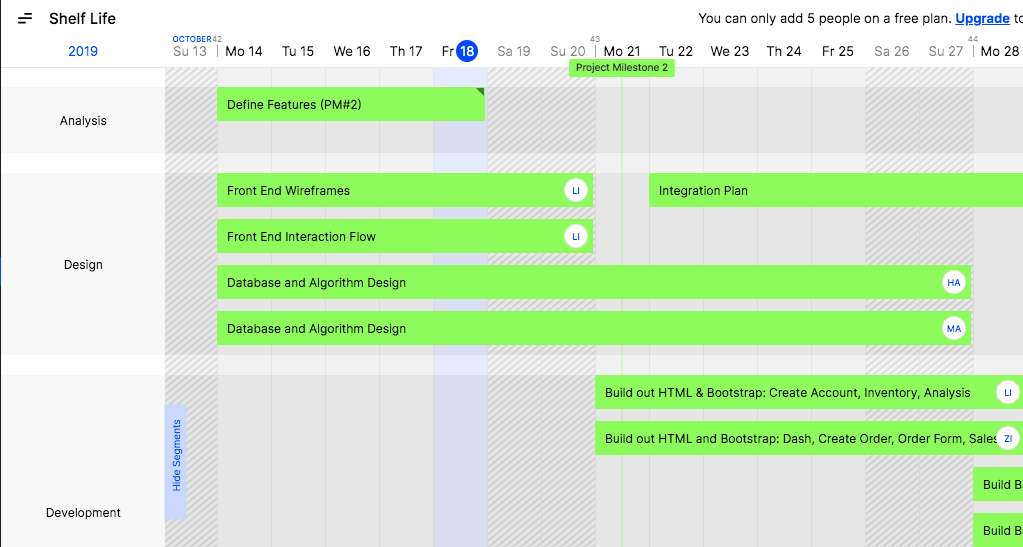 Shelf Life
You can only add 5 people on a free plan. Upgrade to
2019
OCTOBER 42 43 44
Su 13 Mo 14 Tu 15 We 16 Th 17 Fr 18 Sa 19 Su 20 Mo 21 Tu 22 We 23 Th 24 Fr 25 Sa 26 Su 27 Mo 28
Project Milestone 2
Analysis
Define Features (PM#2)
Design
Front End Wireframes LI
Integration Plan
Front End Interaction Flow LI
Database and Algorithm Design HA
Database and Algorithm Design MA
Development
Build out HTML & Bootstrap: Create Account, Inventory, Analysis LI
Build out HTML and Bootstrap: Dash, Create Order, Order Form, Sales ZI
Build B
Build B
Hide Segments